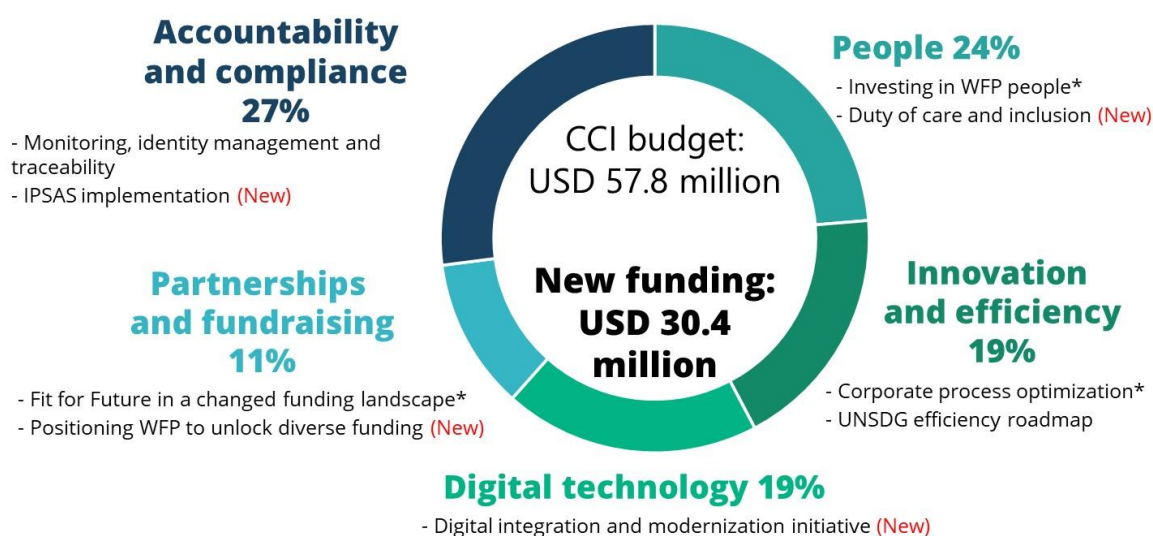 Accountability
and compliance
27%
- Monitoring, identity management and
traceability
- IPSAS implementation (New)
People 24%
- Investing in WFP people*
- Duty of care and inclusion (New)
CCI budget:
USD 57.8 million
New funding:
USD 30.4
million
Partnerships
and fundraising
11%
- Fit for Future in a changed funding landscape*
- Positioning WFP to unlock diverse funding (New)
Innovation
and efficiency
19%
- Corporate process optimization*
- UNSDG efficiency roadmap
Digital technology 19%
- Digital integration and modernization initiative (New)